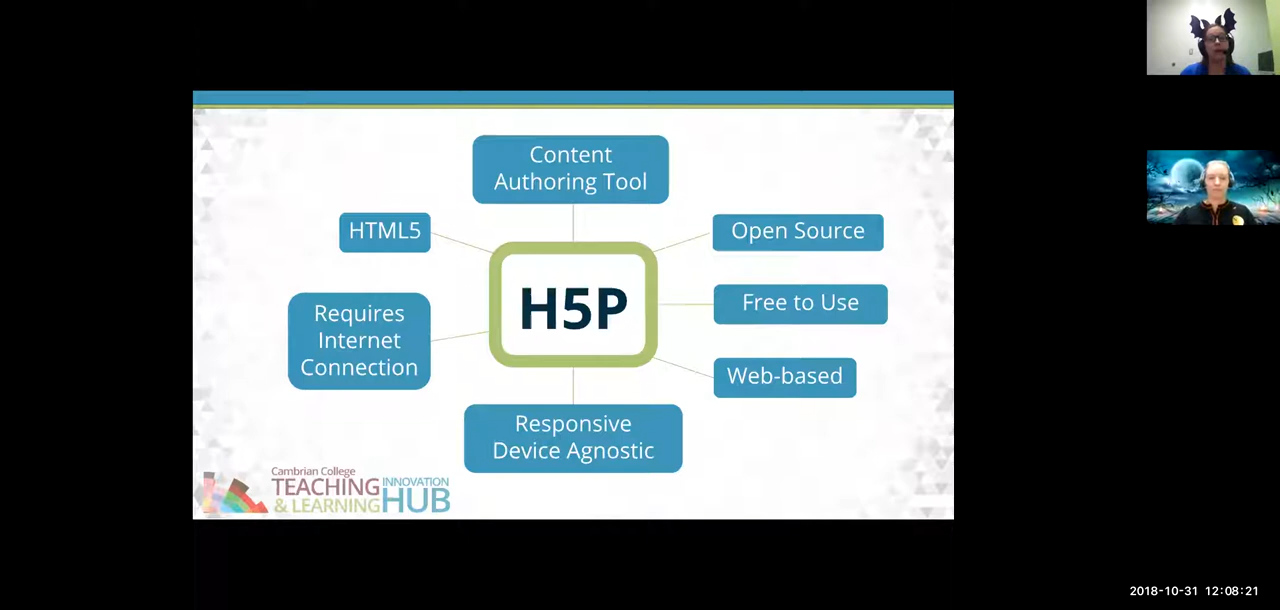 Content
Authoring Tool
HTML5
Open Source
H5P
Free to Use
Requires
Internet
Connection
Web-based
Responsive
Device Agnostic
Cambrian College
TEACHING
& LEARNING
INNOVATION
HUB
2018-10-31 12:08:21